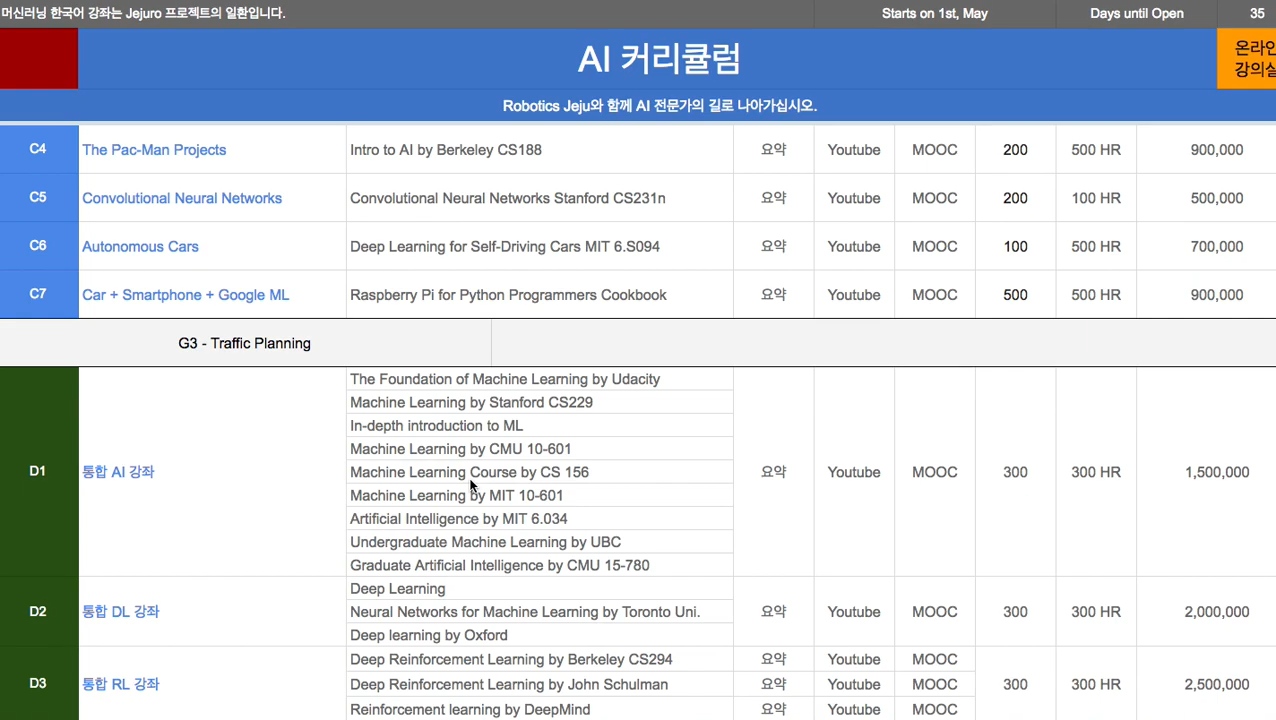 머신러닝 한국어 강좌는 Jejuro 프로젝트의 일환입니다. Starts on 1st, May Days until Open 35
AI 커리큘럼
온라인
강의실
Robotics Jeju와 함께 AI 전문가의 길로 나아가십시오.
C4 The Pac-Man Projects Intro to AI by Berkeley CS188 요약 Youtube MOOC 200 500 HR 900,000
C5 Convolutional Neural Networks Convolutional Neural Networks Stanford CS231n 요약 Youtube MOOC 200 100 HR 500,000
C6 Autonomous Cars Deep Learning for Self-Driving Cars MIT 6.S094 요약 Youtube MOOC 100 500 HR 700,000
C7 Car + Smartphone + Google ML Raspberry Pi for Python Programmers Cookbook 요약 Youtube MOOC 500 500 HR 900,000
G3 - Traffic Planning
The Foundation of Machine Learning by Udacity
Machine Learning by Stanford CS229
In-depth introduction to ML
Machine Learning by CMU 10-601
D1 통합 AI 강좌 Machine Learning Course by CS 156 요약 Youtube MOOC 300 300 HR 1,500,000
Machine Learning by MIT 10-601
Artificial Intelligence by MIT 6.034
Undergraduate Machine Learning by UBC
Graduate Artificial Intelligence by CMU 15-780
Deep Learning
D2 통합 DL 강좌 Neural Networks for Machine Learning by Toronto Uni. 요약 Youtube MOOC 300 300 HR 2,000,000
Deep learning by Oxford
Deep Reinforcement Learning by Berkeley CS294 요약 Youtube MOOC
D3 통합 RL 강좌 Deep Reinforcement Learning by John Schulman 요약 Youtube MOOC 300 300 HR 2,500,000
Reinforcement learning by DeepMind 요약 Youtube MOOC